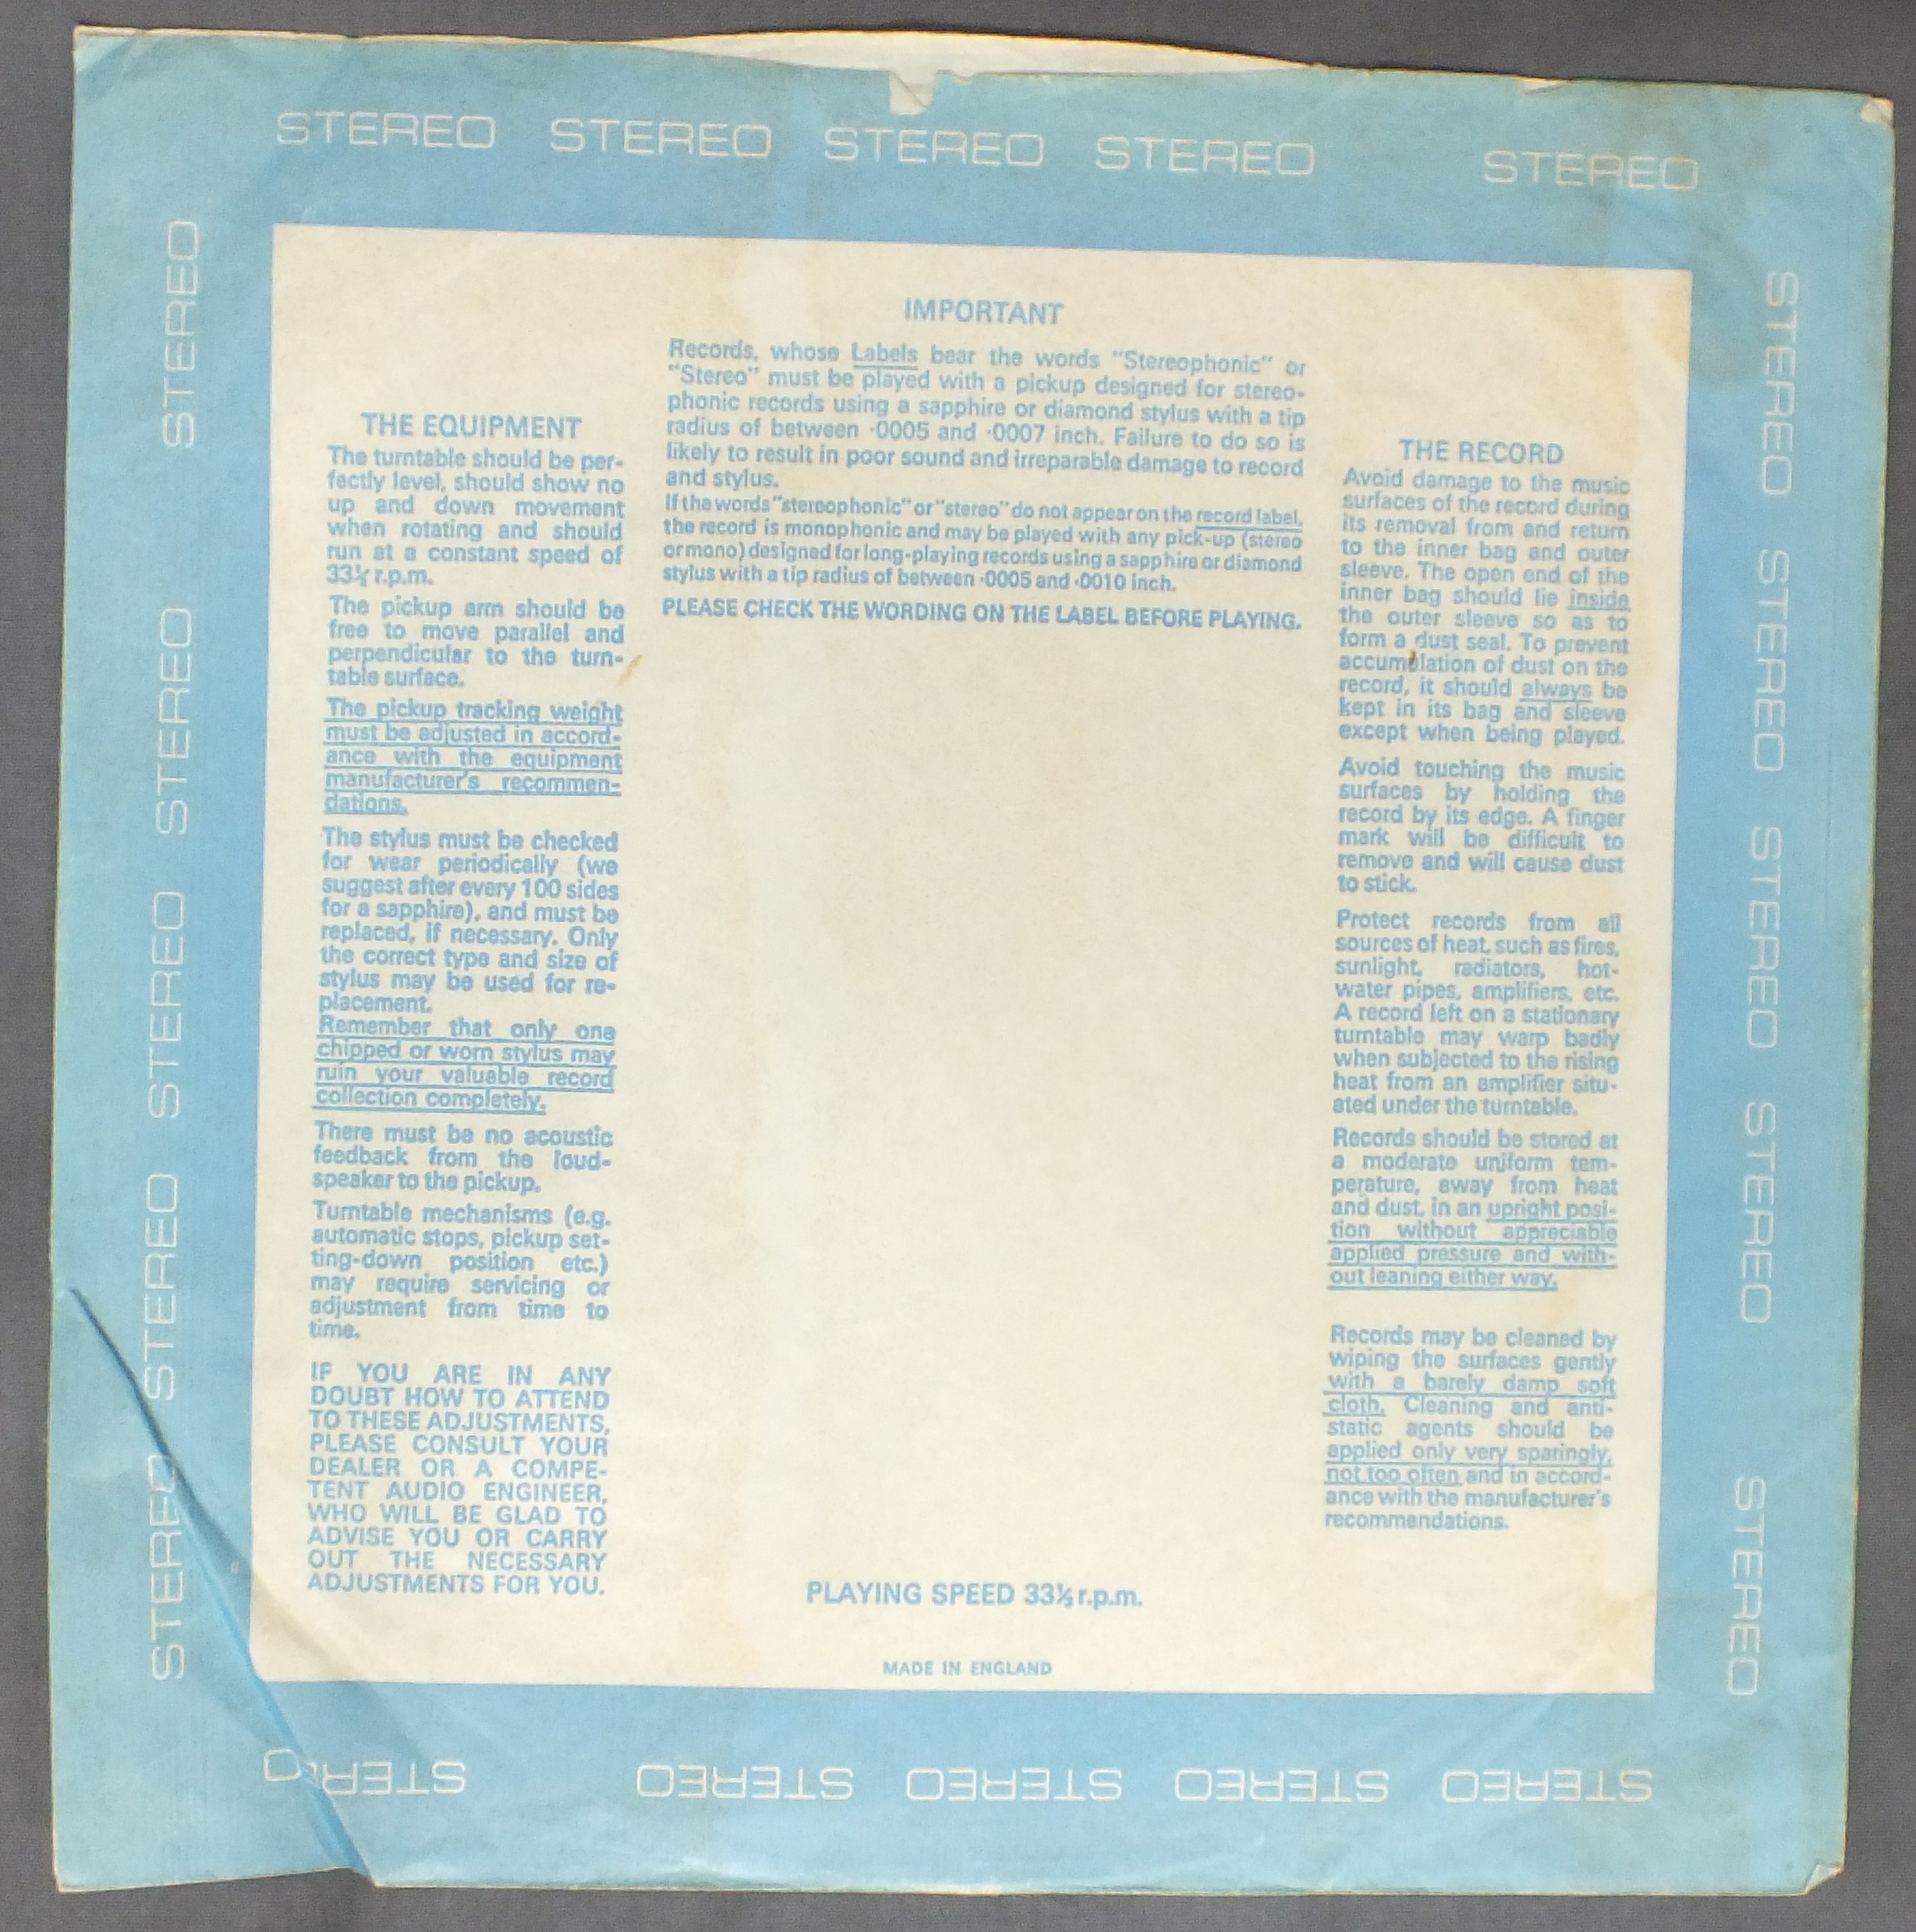 STEREO STEREO STEREO STEREO STEREO
IMPORTANT
Records, whose Labels bear the words "Stereophonic" or
"Stereo" must be played with a pickup designed for stereo-
phonic records using a sapphire or diamond stylus with a tip
radius of between ·0005 and ·0007 inch. Failure to do so is
likely to result in poor sound and irreparable damage to record
and stylus.
If the words "stereophonic" or "stereo" do not appear on the record label,
the record is monophonic and may be played with any pick-up (stereo
or mono) designed for long-playing records using a sapphire or diamond
stylus with a tip radius of between ·0005 and ·0010 inch.
PLEASE CHECK THE WORDING ON THE LABEL BEFORE PLAYING.
THE EQUIPMENT
The turntable should be per-
fectly level, should show no
up and down movement
when rotating and should
run at a constant speed of
33⅓ r.p.m.
The pickup arm should be
free to move parallel and
perpendicular to the turn-
table surface.
The pickup tracking weight
must be adjusted in accord-
ance with the equipment
manufacturer's recommen-
dations.
The stylus must be checked
for wear periodically (we
suggest after every 100 sides
for a sapphire), and must be
replaced, if necessary. Only
the correct type and size of
stylus may be used for re-
placement.
Remember that only one
chipped or worn stylus may
ruin your valuable record
collection completely.
There must be no acoustic
feedback from the loud-
speaker to the pickup.
Turntable mechanisms (e.g.
automatic stops, pickup set-
ting-down position etc.)
may require servicing or
adjustment from time to
time.
IF YOU ARE IN ANY
DOUBT HOW TO ATTEND
TO THESE ADJUSTMENTS,
PLEASE CONSULT YOUR
DEALER OR A COMPE-
TENT AUDIO ENGINEER,
WHO WILL BE GLAD TO
ADVISE YOU OR CARRY
OUT THE NECESSARY
ADJUSTMENTS FOR YOU.
THE RECORD
Avoid damage to the music
surfaces of the record during
its removal from and return
to the inner bag and outer
sleeve. The open end of the
inner bag should lie inside
the outer sleeve so as to
form a dust seal. To prevent
accumulation of dust on the
record, it should always be
kept in its bag and sleeve
except when being played.
Avoid touching the music
surfaces by holding the
record by its edge. A finger
mark will be difficult to
remove and will cause dust
to stick.
Protect records from all
sources of heat, such as fires,
sunlight, radiators, hot-
water pipes, amplifiers, etc.
A record left on a stationary
turntable may warp badly
when subjected to the rising
heat from an amplifier situ-
ated under the turntable.
Records should be stored at
a moderate uniform tem-
perature, away from heat
and dust, in an upright posi-
tion without appreciable
applied pressure and with-
out leaning either way.
Records may be cleaned by
wiping the surfaces gently
with a barely damp soft
cloth. Cleaning and anti-
static agents should be
applied only very sparingly,
not too often and in accord-
ance with the manufacturer's
recommendations.
PLAYING SPEED 33⅓ r.p.m.
MADE IN ENGLAND
STEREO STEREO STEREO STEREO STEREO
STEREO STEREO STEREO STEREO STEREO
STEREO STEREO STEREO STEREO STEREO